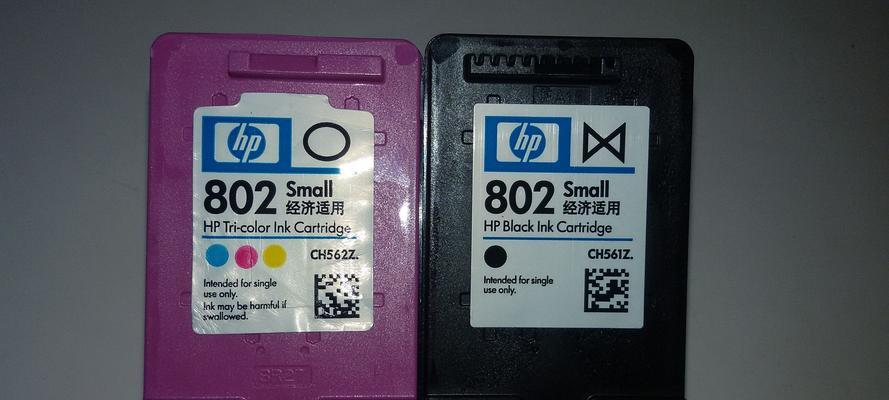 hp
802 Small
经济适用
HP Tri-color Ink Cartridge
CH562Z.
Intended for single
use only.
Ink may be harmful if
swallowed.
hp
802 Small
经济适用
HP Black Ink Cartridge
CH561Z.
Intended for single
use only.